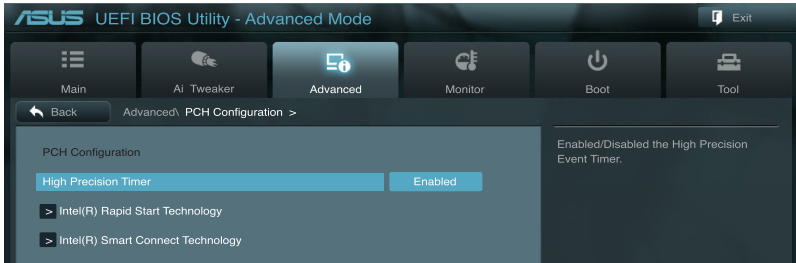 ASUS UEFI BIOS Utility - Advanced Mode
Exit
Main
Ai Tweaker
Advanced
Monitor
Boot
Tool
Back
Advanced\ PCH Configuration >
PCH Configuration
High Precision Timer
Enabled
> Intel(R) Rapid Start Technology
> Intel(R) Smart Connect Technology
Enabled/Disabled the High Precision
Event Timer.